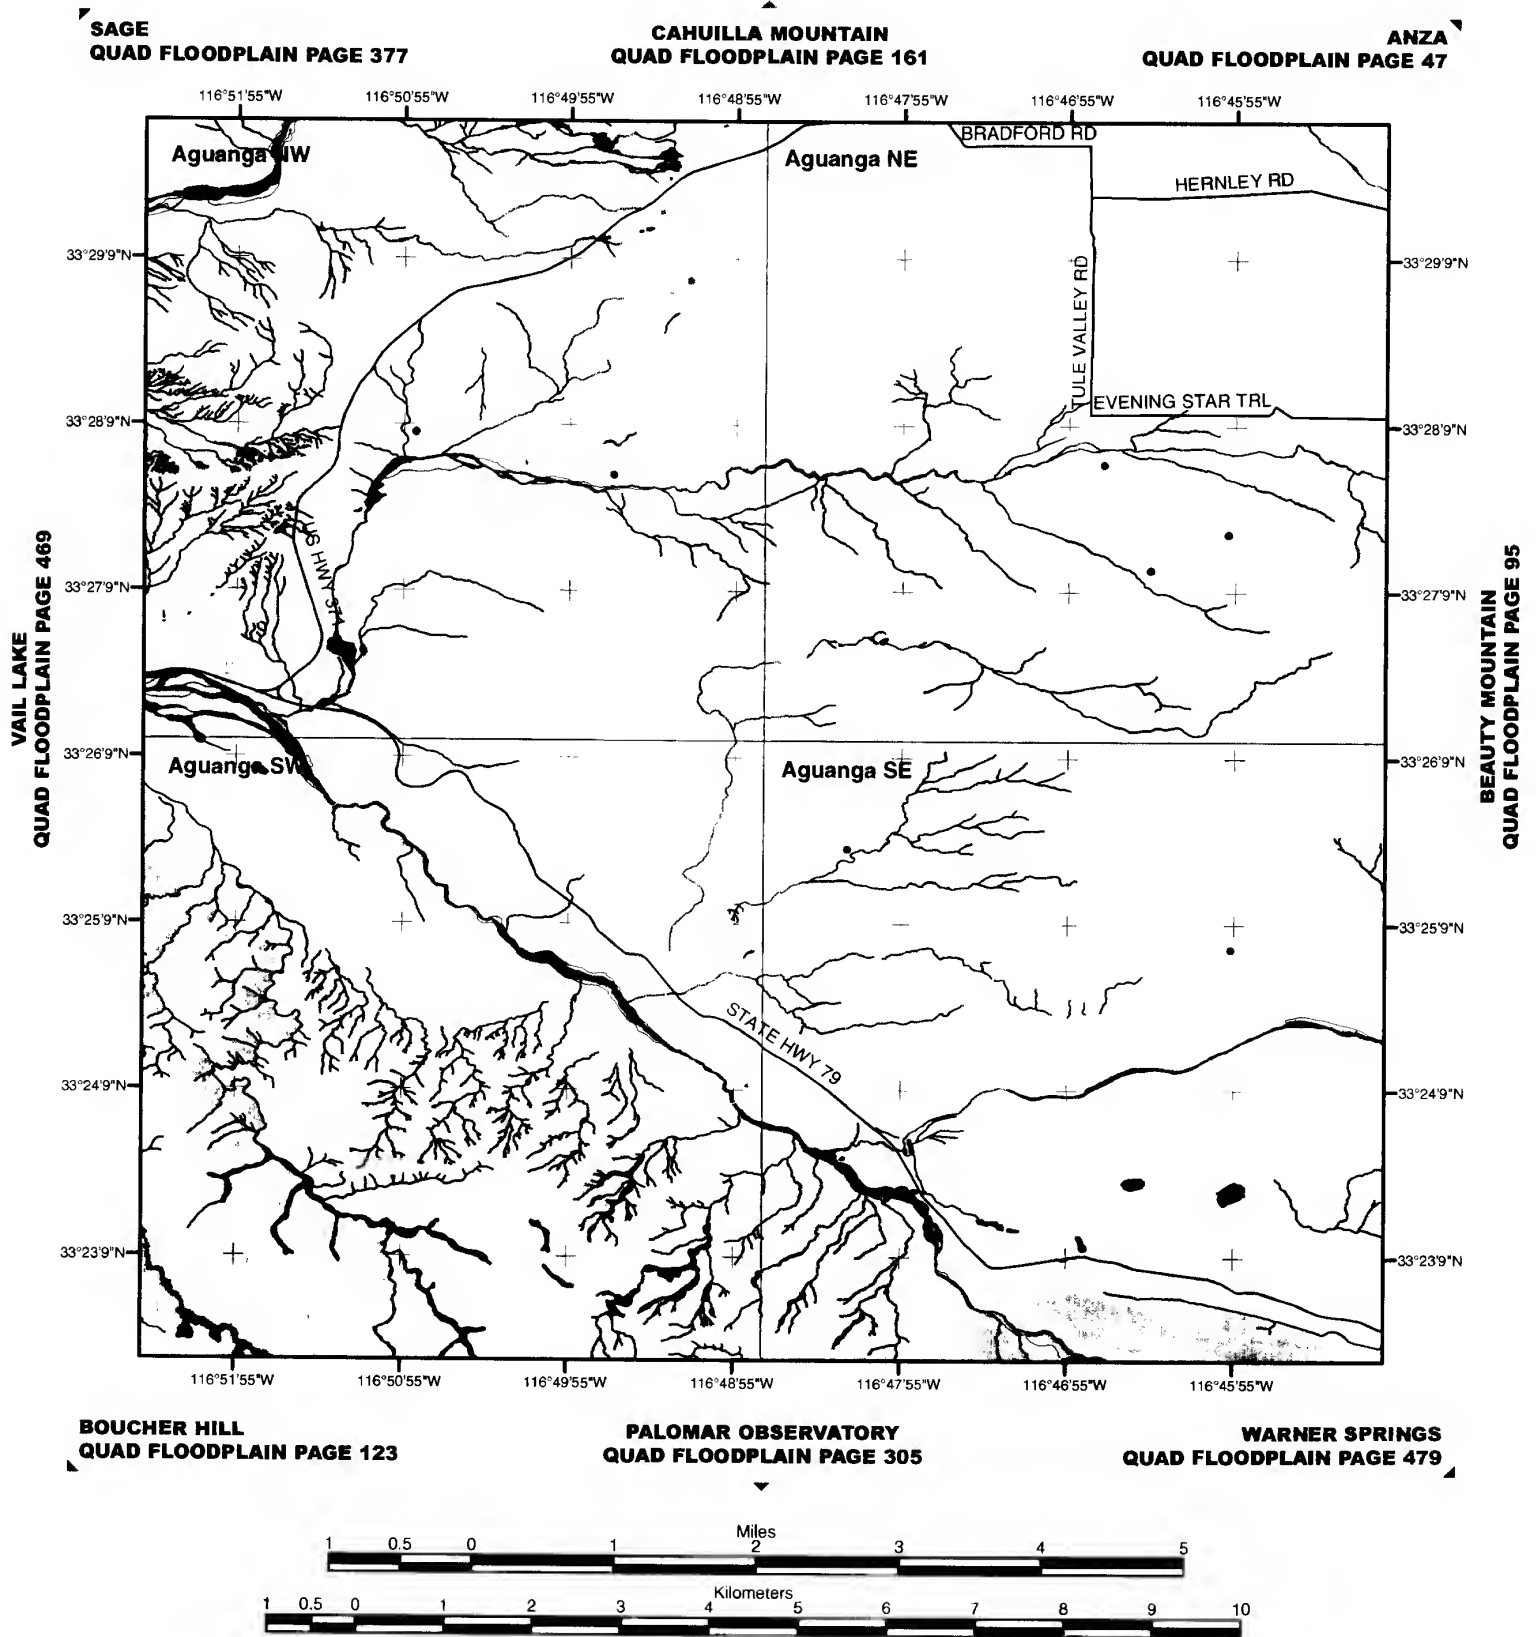 SAGE
QUAD FLOODPLAIN PAGE 377
CAHUILLA MOUNTAIN
QUAD FLOODPLAIN PAGE 161
ANZA
QUAD FLOODPLAIN PAGE 47
116°51'55"W 116°50'55"W 116°49'55"W 116°48'55"W 116°47'55"W 116°46'55"W 116°45'55"W
BRADFORD RD
Aguanga NW
Aguanga NE
HERNLEY RD
33°29'9"N
33°29'9"N
TULE VALLEY RD
EVENING STAR TRL
33°28'9"N
33°28'9"N
US HWY 371
33°27'9"N
33°27'9"N
VAIL LAKE
QUAD FLOODPLAIN PAGE 469
BEAUTY MOUNTAIN
QUAD FLOODPLAIN PAGE 95
33°26'9"N
33°26'9"N
Aguanga SW
Aguanga SE
33°25'9"N
33°25'9"N
STATE HWY 79
33°24'9"N
33°24'9"N
33°23'9"N
33°23'9"N
116°51'55"W 116°50'55"W 116°49'55"W 116°48'55"W 116°47'55"W 116°46'55"W 116°45'55"W
BOUCHER HILL
QUAD FLOODPLAIN PAGE 123
PALOMAR OBSERVATORY
QUAD FLOODPLAIN PAGE 305
WARNER SPRINGS
QUAD FLOODPLAIN PAGE 479
Miles
1 0.5 0 1 2 3 4 5
Kilometers
1 0.5 0 1 2 3 4 5 6 7 8 9 10